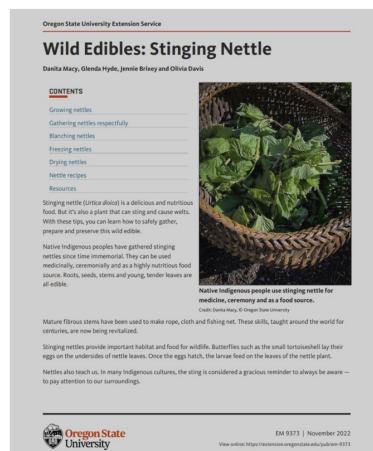 Oregon State University Extension Service
Wild Edibles: Stinging Nettle
Danita Macy, Glenda Hyde, Jennie Brixey and Olivia Davis
CONTENTS
Growing nettles
Gathering nettles respectfully
Blanching nettles
Freezing nettles
Drying nettles
Nettle recipes
Resources
Stinging nettle (Urtica dioica) is a delicious and nutritious
food. But it's also a plant that can sting and cause welts.
With these tips, you can learn how to safely gather,
prepare and preserve this wild edible.
Native Indigenous peoples have gathered stinging
nettles since time immemorial. They can be used
medicinally, ceremonially and as a highly nutritional food
source. Roots, seeds, stems and young, tender leaves are
all edible.
Native Indigenous people use stinging nettle for
medicine, ceremony and as a food source.
Credit: Danita Macy, © Oregon State University
Mature fibrous stems have been used to make rope, cloth and fishing net. These skills, taught around the world for
centuries, are now being revitalized.
Stinging nettles provide important habitat and food for wildlife. Butterflies such as the small tortoiseshell lay their
eggs on the undersides of nettle leaves. Once the eggs hatch, the larvae feed on the leaves of the nettle plant.
Nettles also teach us. In many Indigenous cultures, the sting is considered a gracious reminder to always be aware —
to pay attention to our surroundings.
Oregon State
University
EM 9373 | November 2022
View online: https://extension.oregonstate.edu/pub/em-9373